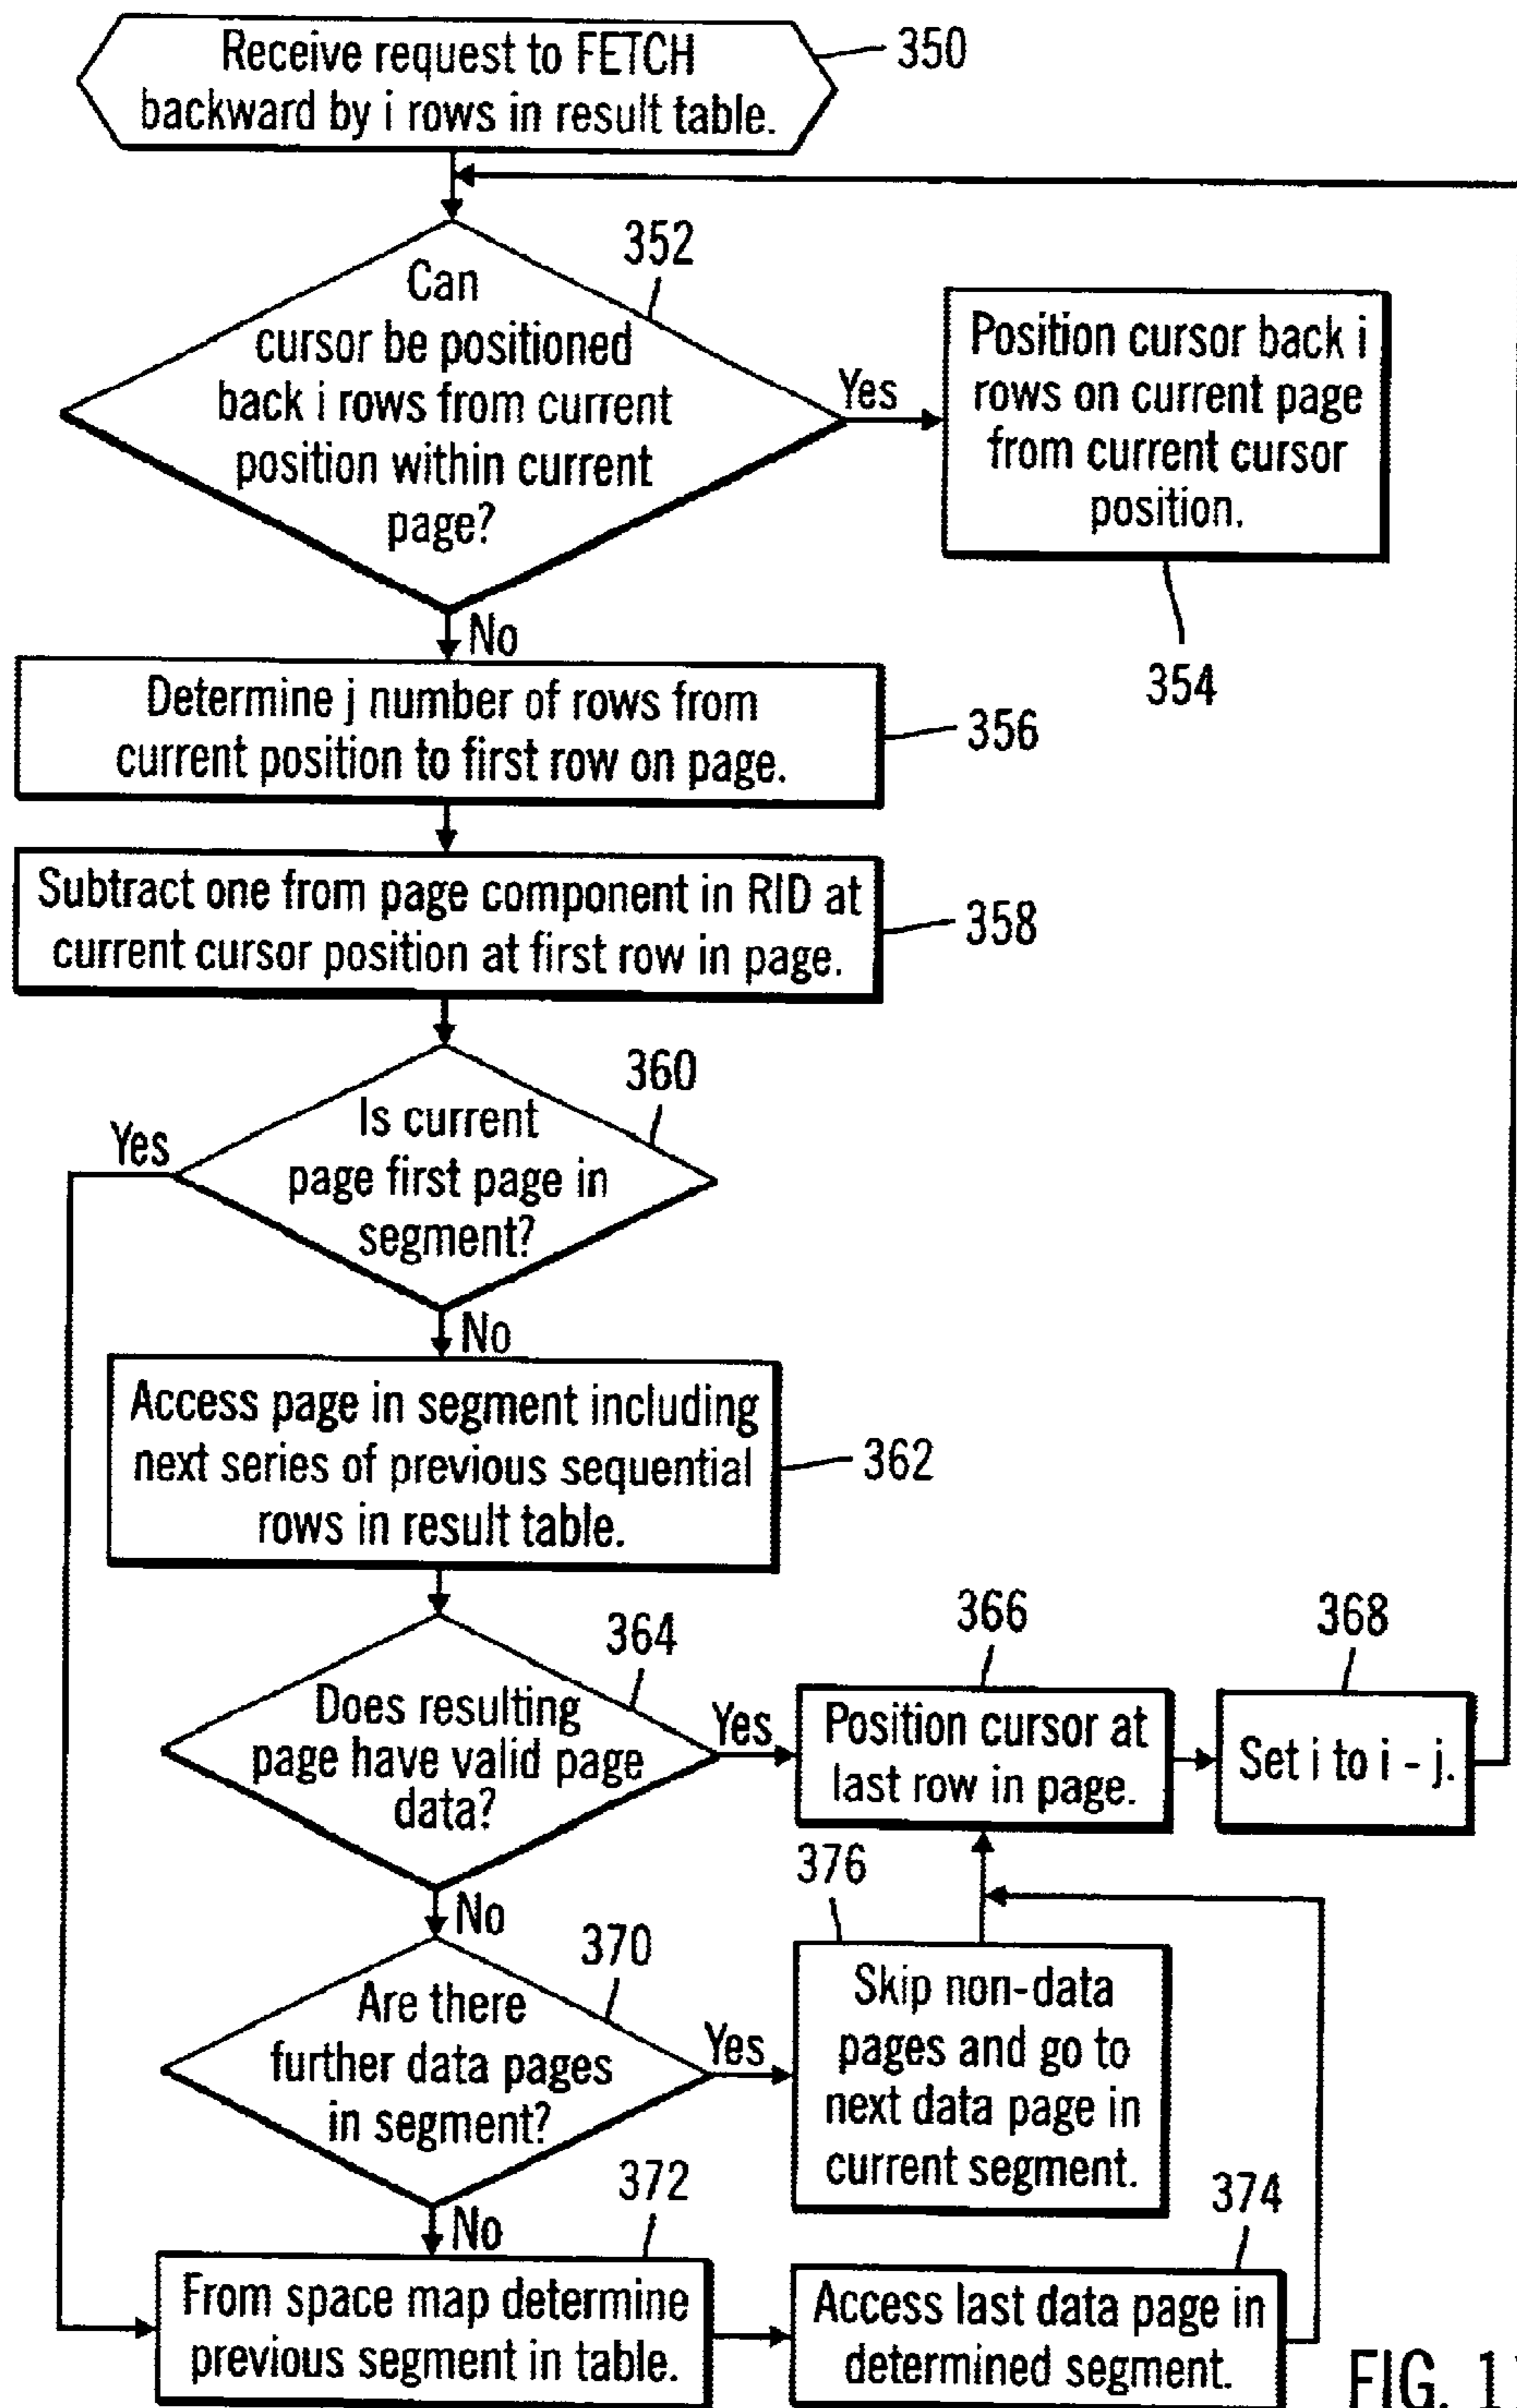 Receive request to FETCH
backward by i rows in result table.
350
352
Can
cursor be positioned
back i rows from current
position within current
page?
Yes
Position cursor back i
rows on current page
from current cursor
position.
354
No
Determine j number of rows from
current position to first row on page.
356
Subtract one from page component in RID at
current cursor position at first row in page.
358
360
Is current
page first page in
segment?
Yes
No
Access page in segment including
next series of previous sequential
rows in result table.
362
364
Does resulting
page have valid page
data?
Yes
366
Position cursor at
last row in page.
368
Set i to i - j.
No
370
Are there
further data pages
in segment?
Yes
376
Skip non-data
pages and go to
next data page in
current segment.
No
372
From space map determine
previous segment in table.
374
Access last data page in
determined segment.
FIG.